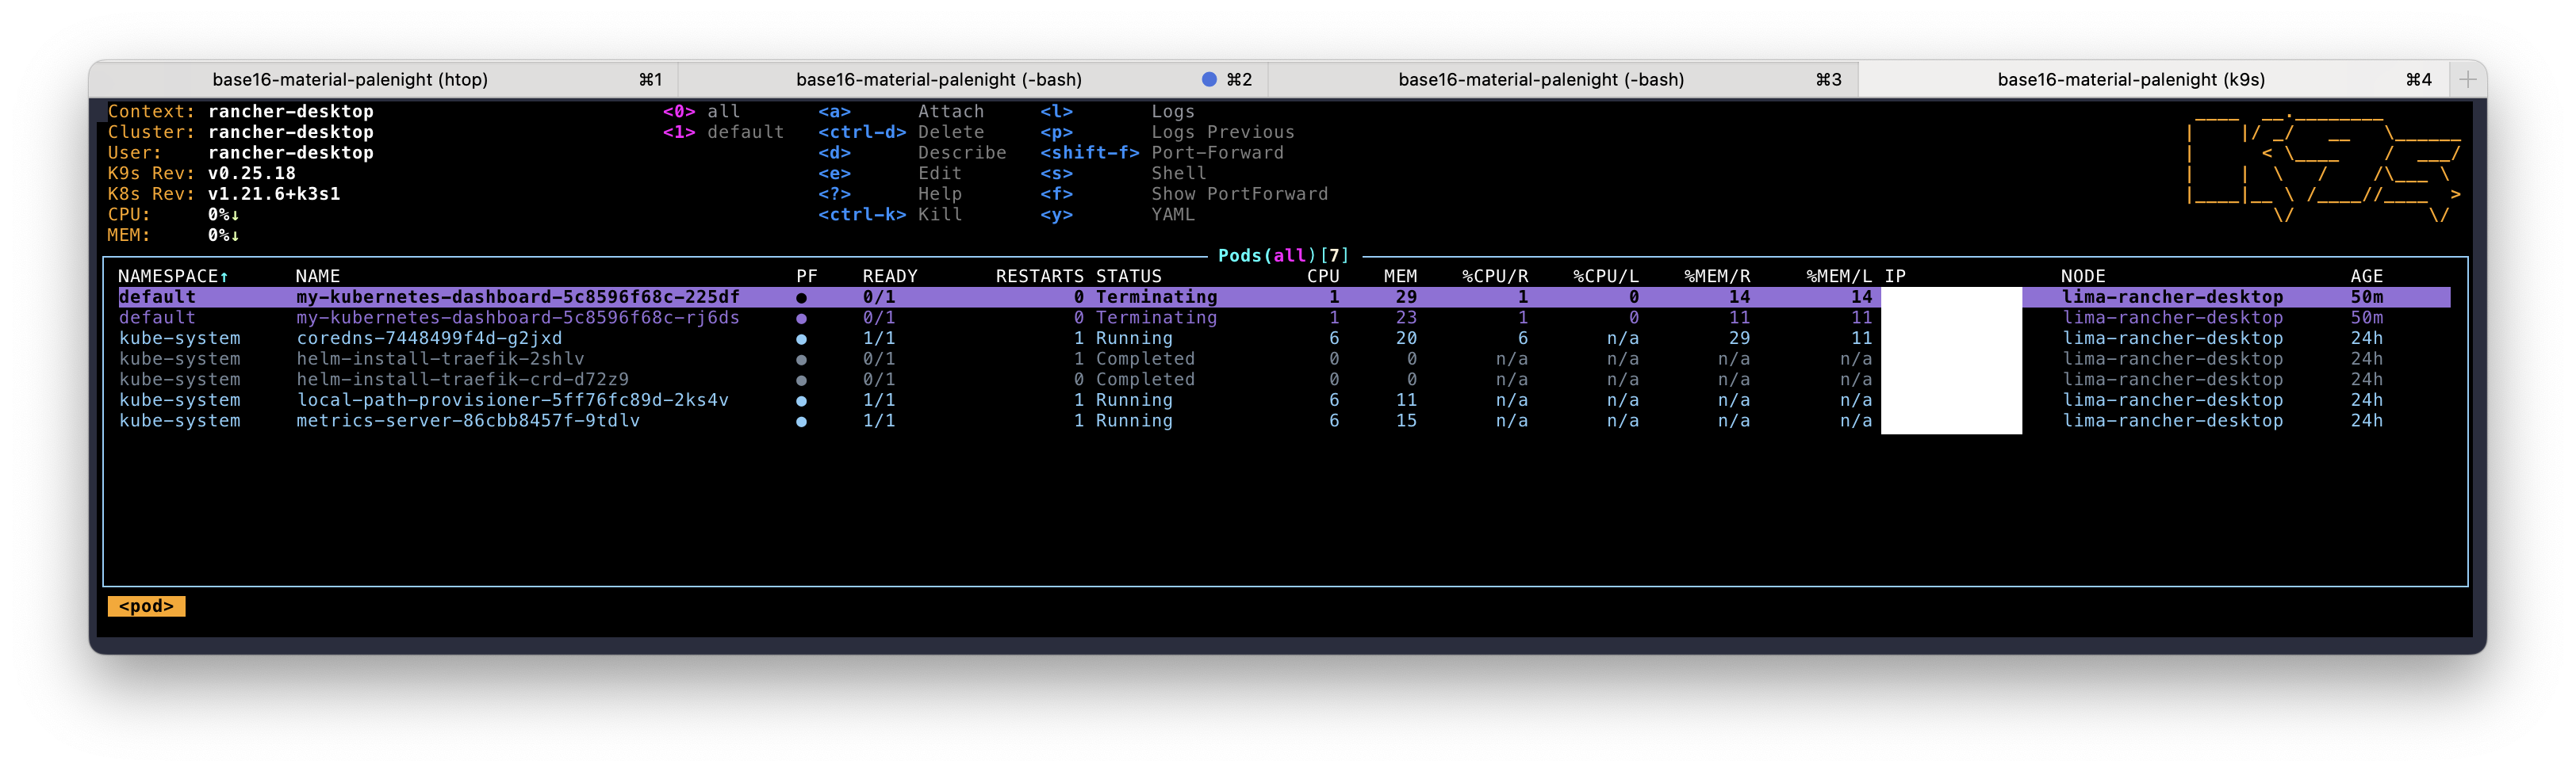 base16-material-palenight (htop) ⌘1 base16-material-palenight (-bash) ⌘2 base16-material-palenight (-bash) ⌘3 base16-material-palenight (k9s) ⌘4 +
Context: rancher-desktop <0> all <a> Attach <l> Logs
Cluster: rancher-desktop <1> default <ctrl-d> Delete <p> Logs Previous
User: rancher-desktop <d> Describe <shift-f> Port-Forward
K9s Rev: v0.25.18 <e> Edit <s> Shell
K8s Rev: v1.21.6+k3s1 <?> Help <f> Show PortForward
CPU: 0%↓ <ctrl-k> Kill <y> YAML
MEM: 0%↓
Pods(all)[7]
NAMESPACE↑ NAME PF READY RESTARTS STATUS CPU MEM %CPU/R %CPU/L %MEM/R %MEM/L IP NODE AGE
default my-kubernetes-dashboard-5c8596f68c-225df ● 0/1 0 Terminating 1 29 1 0 14 14 lima-rancher-desktop 50m
default my-kubernetes-dashboard-5c8596f68c-rj6ds ● 0/1 0 Terminating 1 23 1 0 11 11 lima-rancher-desktop 50m
kube-system coredns-7448499f4d-g2jxd ● 1/1 1 Running 6 20 6 n/a 29 11 lima-rancher-desktop 24h
kube-system helm-install-traefik-2shlv ● 0/1 1 Completed 0 0 n/a n/a n/a n/a lima-rancher-desktop 24h
kube-system helm-install-traefik-crd-d72z9 ● 0/1 0 Completed 0 0 n/a n/a n/a n/a lima-rancher-desktop 24h
kube-system local-path-provisioner-5ff76fc89d-2ks4v ● 1/1 1 Running 6 11 n/a n/a n/a n/a lima-rancher-desktop 24h
kube-system metrics-server-86cbb8457f-9tdlv ● 1/1 1 Running 6 15 n/a n/a n/a n/a lima-rancher-desktop 24h
<pod>